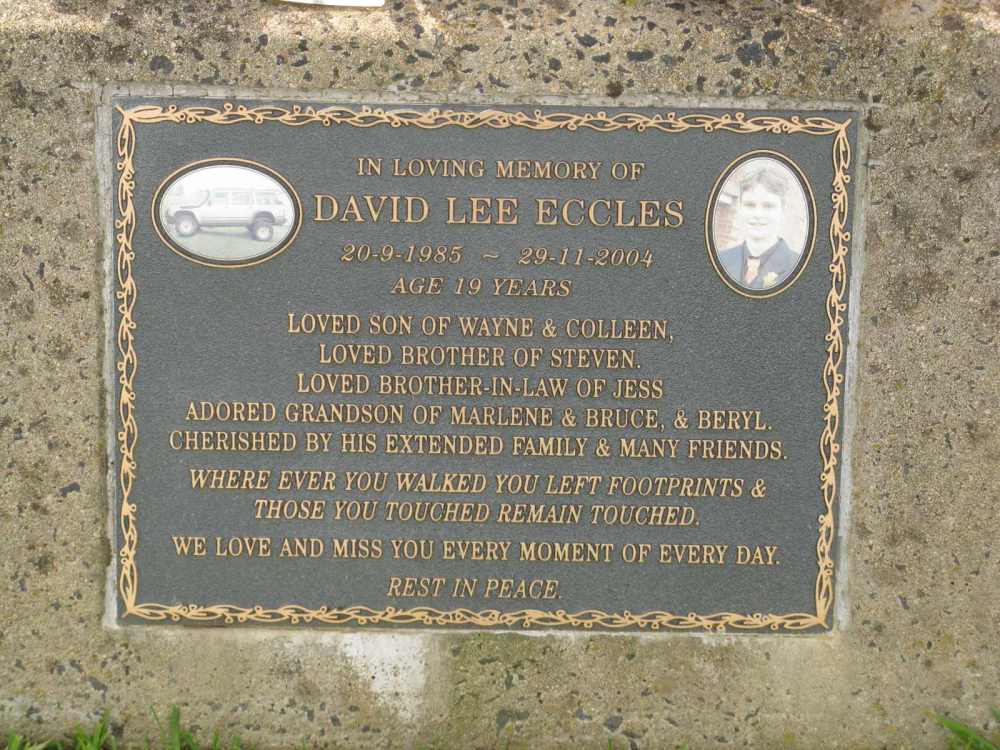 IN LOVING MEMORY OF
DAVID LEE ECCLES
20-9-1985 ~ 29-11-2004
AGE 19 YEARS
LOVED SON OF WAYNE & COLLEEN,
LOVED BROTHER OF STEVEN.
LOVED BROTHER-IN-LAW OF JESS
ADORED GRANDSON OF MARLENE & BRUCE, & BERYL.
CHERISHED BY HIS EXTENDED FAMILY & MANY FRIENDS.
WHERE EVER YOU WALKED YOU LEFT FOOTPRINTS &
THOSE YOU TOUCHED REMAIN TOUCHED.
WE LOVE AND MISS YOU EVERY MOMENT OF EVERY DAY.
REST IN PEACE.